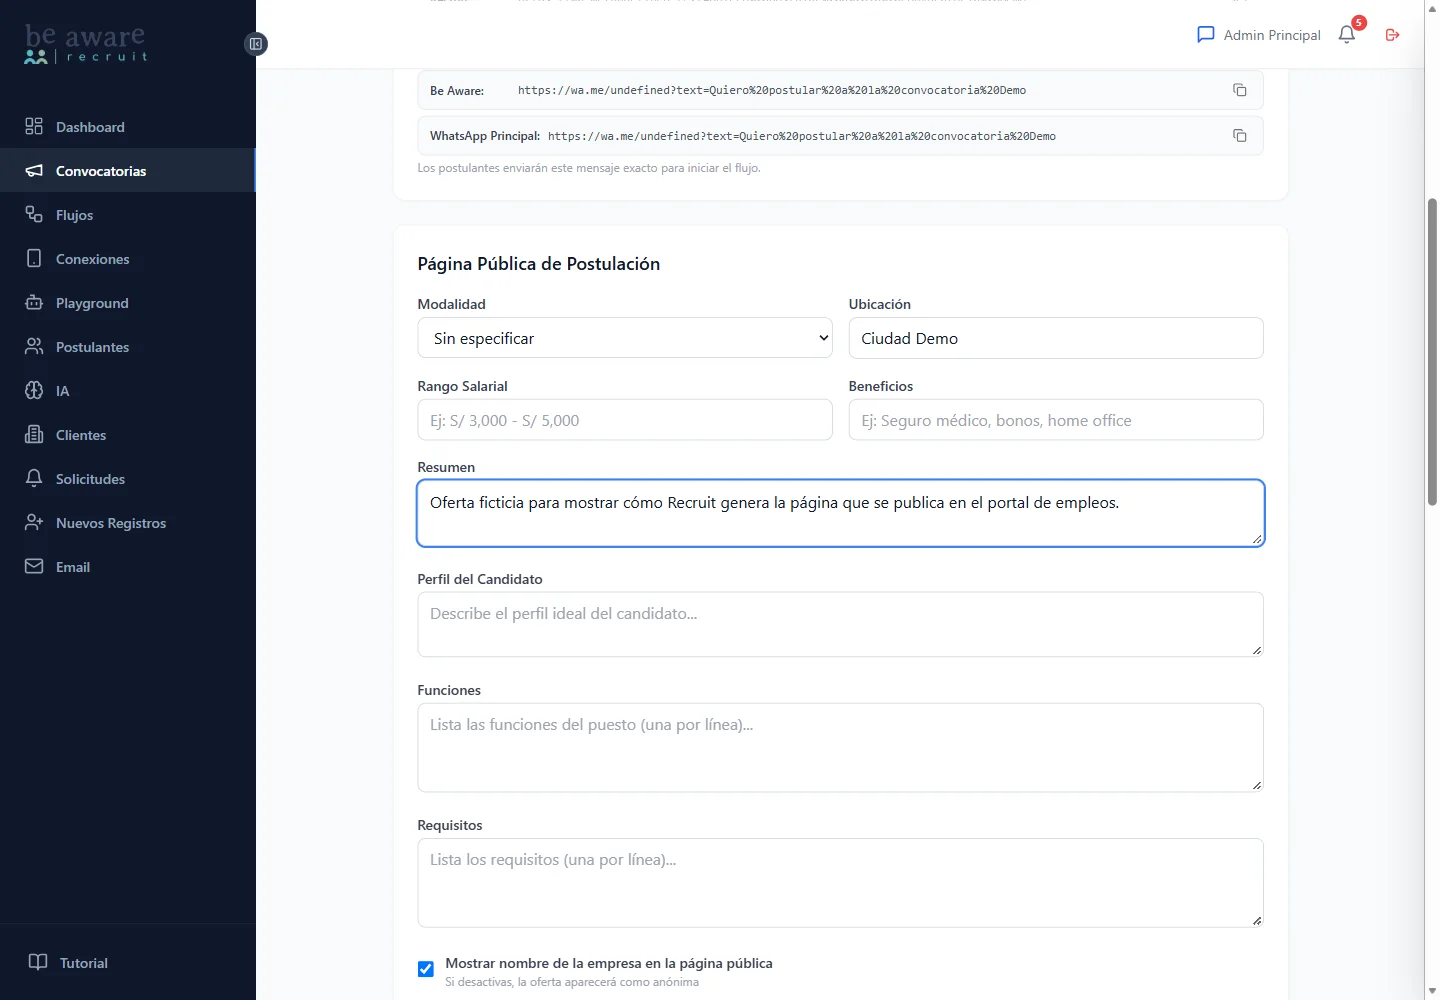 be aware
recruit
Admin Principal
5
Dashboard
Convocatorias
Flujos
Conexiones
Playground
Postulantes
IA
Clientes
Solicitudes
Nuevos Registros
Email
Tutorial
Be Aware: https://wa.me/undefined?text=Quiero%20postular%20a%20la%20convocatoria%20Demo
WhatsApp Principal: https://wa.me/undefined?text=Quiero%20postular%20a%20la%20convocatoria%20Demo
Los postulantes enviarán este mensaje exacto para iniciar el flujo.
Página Pública de Postulación
Modalidad
Sin especificar
Ubicación
Ciudad Demo
Rango Salarial
Ej: S/ 3,000 - S/ 5,000
Beneficios
Ej: Seguro médico, bonos, home office
Resumen
Oferta ficticia para mostrar cómo Recruit genera la página que se publica en el portal de empleos.
Perfil del Candidato
Describe el perfil ideal del candidato...
Funciones
Lista las funciones del puesto (una por línea)...
Requisitos
Lista los requisitos (una por línea)...
Mostrar nombre de la empresa en la página pública
Si desactivas, la oferta aparecerá como anónima